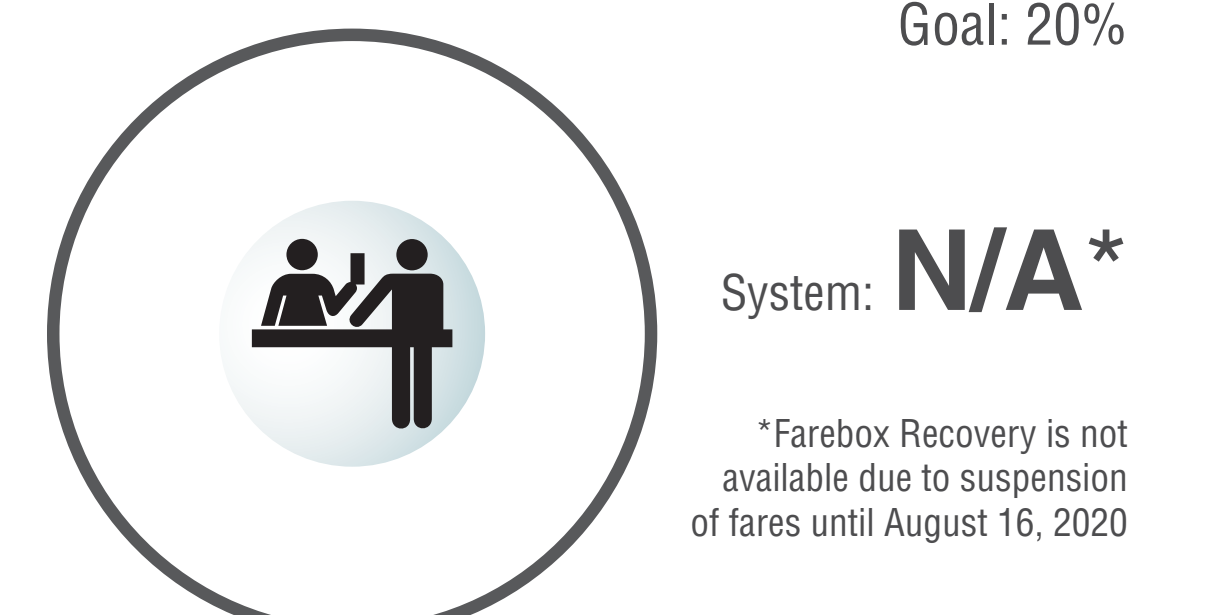 Goal: 20%
System: N/A*
*Farebox Recovery is not
available due to suspension
of fares until August 16, 2020